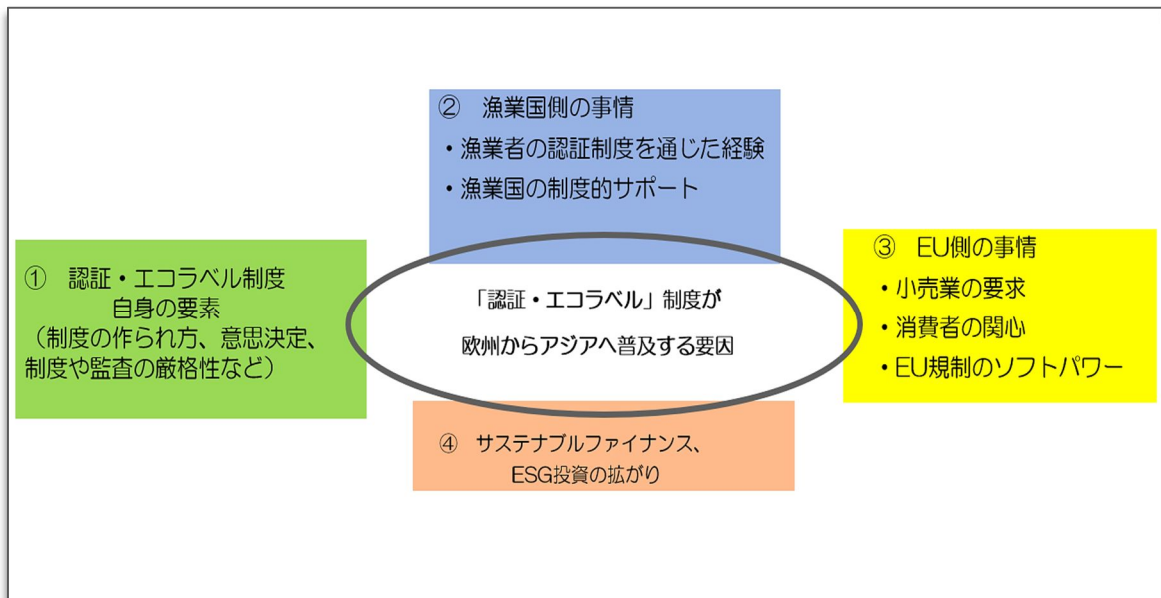 ② 漁業国側の事情
・漁業者の認証制度を通じた経験
・漁業国の制度的サポート
① 認証・エコラベル制度
自身の要素
（制度の作られ方、意思決定、
制度や監査の厳格性など）
「認証・エコラベル」制度が
欧州からアジアへ普及する要因
③ EU側の事情
・小売業の要求
・消費者の関心
・EU規制のソフトパワー
④ サステナブルファイナンス、
ESG投資の拡がり